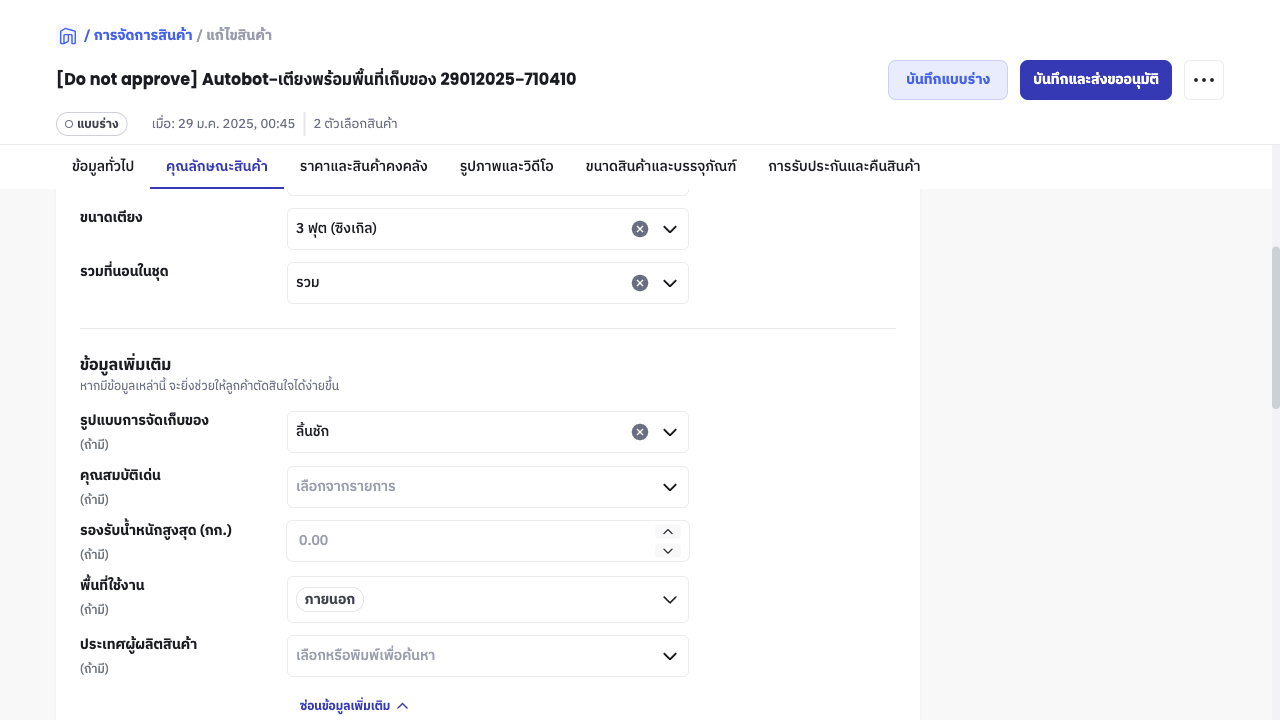 / การจัดการสินค้า / แก้ไขสินค้า
[Do not approve] Autobot-เตียงพร้อมพื้นที่เก็บของ 29012025-710410
บันทึกแบบร่าง
บันทึกและส่งขออนุมัติ
แบบร่าง เมื่อ: 29 ม.ค. 2025, 00:45 2 ตัวเลือกสินค้า
ข้อมูลทั่วไป คุณลักษณะสินค้า ราคาและสินค้าคงคลัง รูปภาพและวิดีโอ ขนาดสินค้าและบรรจุภัณฑ์ การรับประกันและคืนสินค้า
ขนาดเตียง
3 ฟุต (ซิงเกิล)
รวมที่นอนในชุด
รวม
ข้อมูลเพิ่มเติม
หากมีข้อมูลเหล่านี้ จะยิ่งช่วยให้ลูกค้าตัดสินใจได้ง่ายขึ้น
รูปแบบการจัดเก็บของ
(ถ้ามี)
ลิ้นชัก
คุณสมบัติเด่น
(ถ้ามี)
เลือกจากรายการ
รองรับน้ำหนักสูงสุด (กก.)
(ถ้ามี)
0.00
พื้นที่ใช้งาน
(ถ้ามี)
ภายนอก
ประเทศผู้ผลิตสินค้า
(ถ้ามี)
เลือกหรือพิมพ์เพื่อค้นหา
ซ่อนข้อมูลเพิ่มเติม